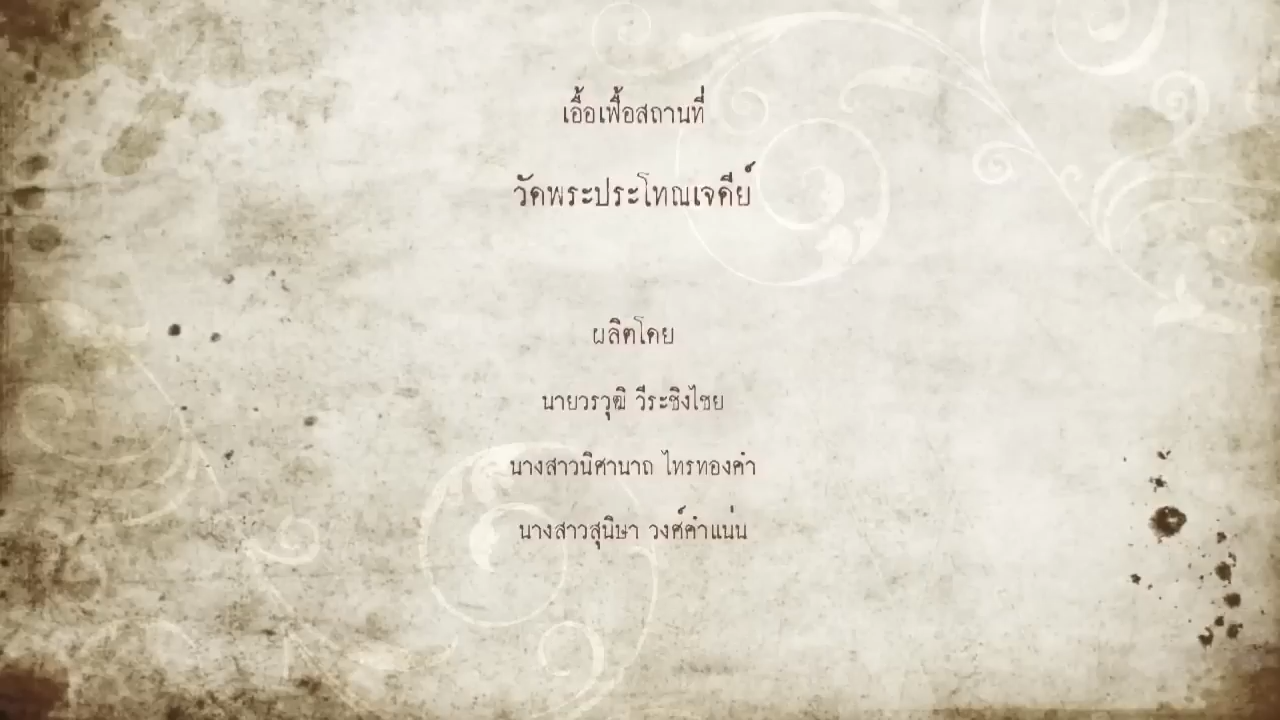 เอื้อเฟื้อสถานที่
วัดพระประโทณเจดีย์
ผลิตโดย
นายวรวุฒิ วีระชิงไชย
นางสาวนิศานาถ ไทรทองคำ
นางสาวสุนิษา วงศ์คำแน่น